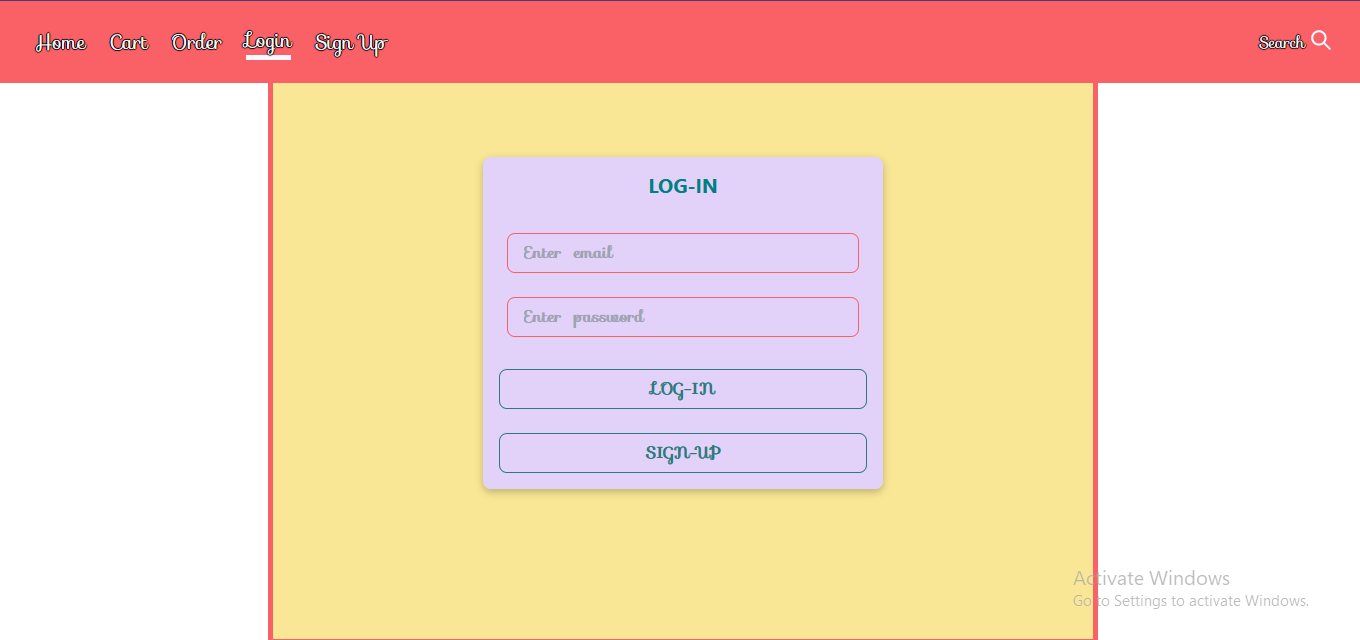 Home Cart Order Login Sign Up Search
LOG-IN
Enter email
Enter password
LOG-IN
SIGN-UP
Activate Windows
Go to Settings to activate Windows.